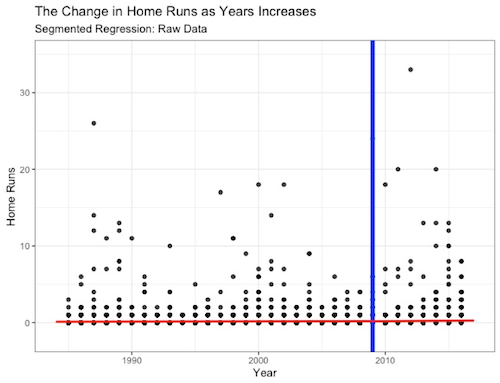 The Change in Home Runs as Years Increases
Segmented Regression: Raw Data
Home Runs
30
20
10
0
1990
2000
2010
Year